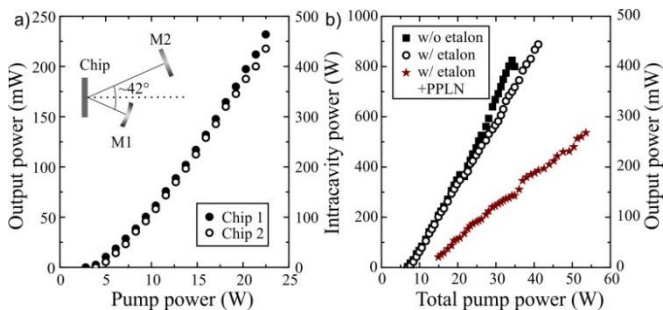 a)
M2
Chip
~42°
M1
Chip 1
Chip 2
250
200
150
100
50
0
Output power (mW)
0
5
10
15
20
25
Pump power (W)
500
400
300
200
100
0
Intracavity power (W)
b)
w/o etalon
w/ etalon
w/ etalon
+PPLN
1000
800
600
400
200
0
Intracavity power (W)
0
10
20
30
40
50
60
Total pump power (W)
500
400
300
200
100
0
Output power (mW)